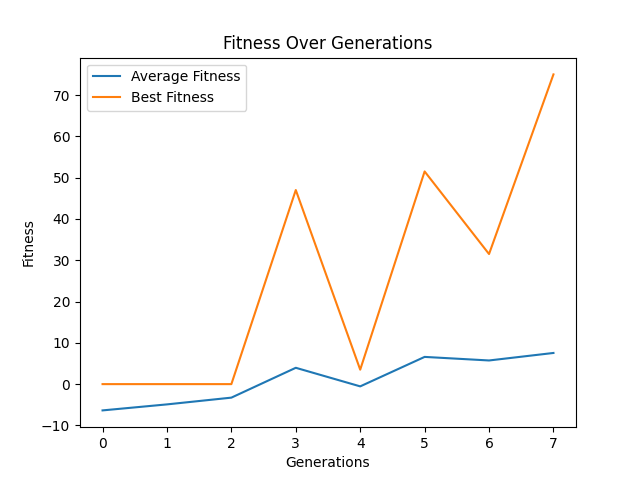 Fitness Over Generations
Average Fitness
Best Fitness
70
60
50
40
30
20
10
0
−10
Fitness
0 1 2 3 4 5 6 7
Generations